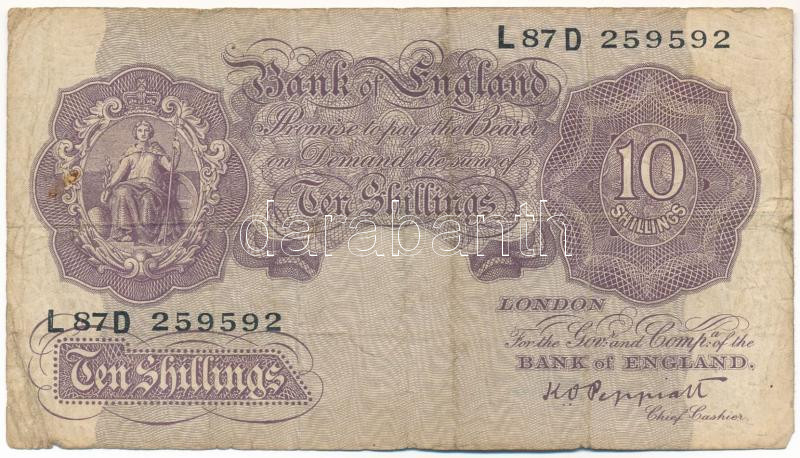 L87D 259592
Bank of England
Promise to pay the Bearer
on Demand the sum of
Ten Shillings
10
SHILLINGS
darabanth
L87D 259592
Ten Shillings
LONDON
For the Govr. and Compa. of the
BANK of ENGLAND.
K O Peppiatt
Chief Cashier.